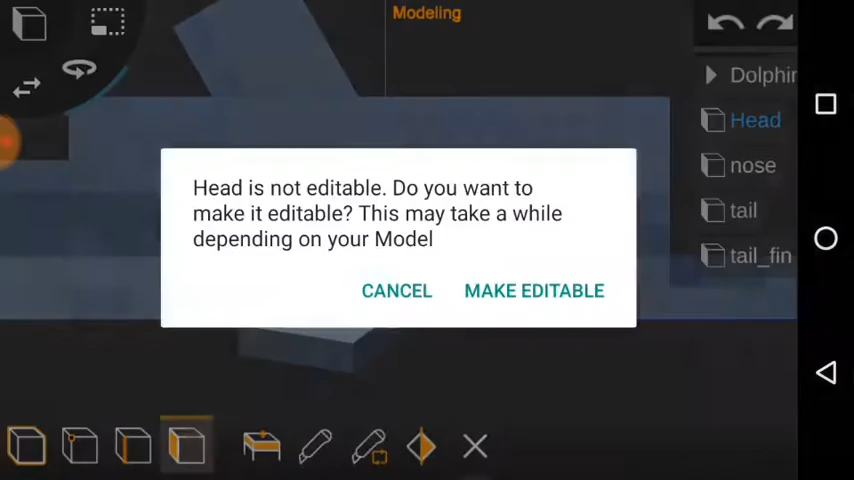 Modeling
Dolphin
Head
nose
tail
tail_fin
Head is not editable. Do you want to
make it editable? This may take a while
depending on your Model
CANCEL MAKE EDITABLE